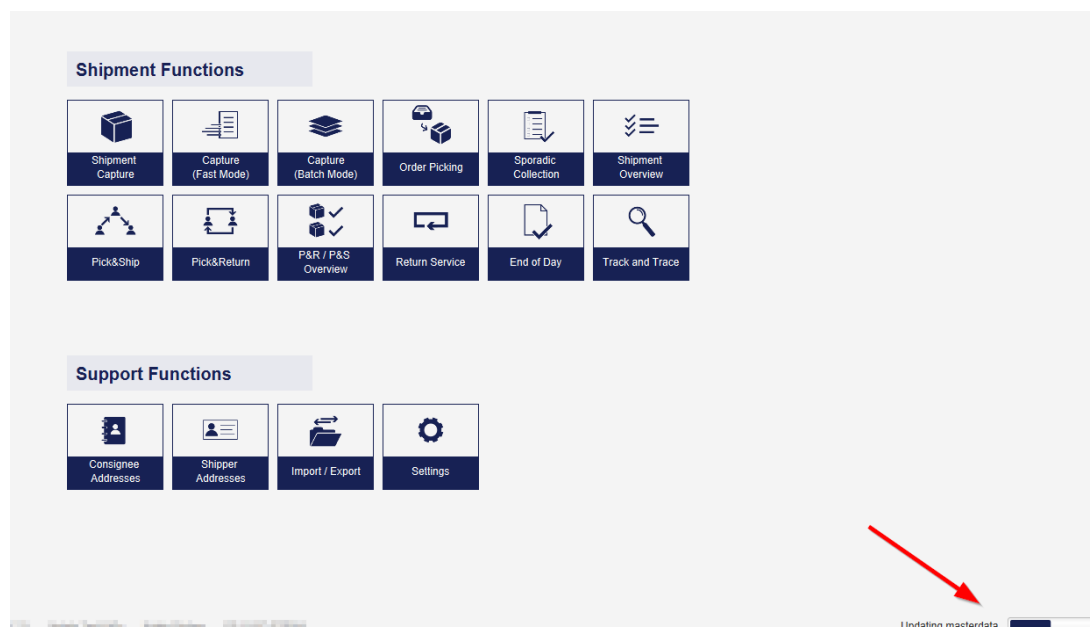 Shipment Functions
Shipment
Capture
Capture
(Fast Mode)
Capture
(Batch Mode)
Order Picking
Sporadic
Collection
Shipment
Overview
Pick&Ship
Pick&Return
P&R / P&S
Overview
Return Service
End of Day
Track and Trace
Support Functions
Consignee
Addresses
Shipper
Addresses
Import / Export
Settings
Updating masterdata